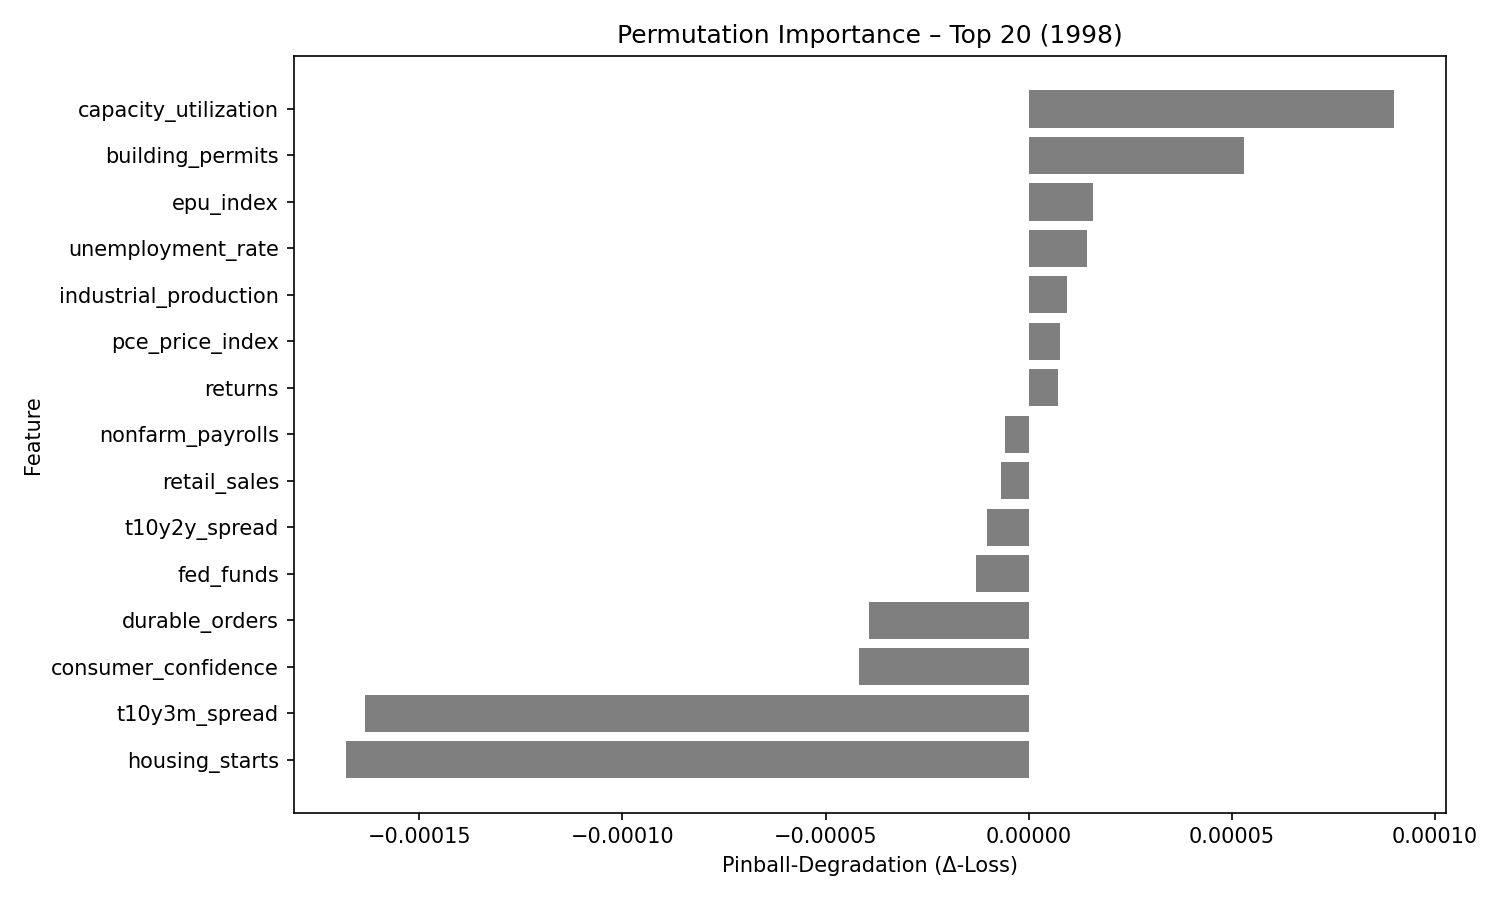 Permutation Importance – Top 20 (1998)
capacity_utilization
building_permits
epu_index
unemployment_rate
industrial_production
pce_price_index
returns
nonfarm_payrolls
retail_sales
t10y2y_spread
fed_funds
durable_orders
consumer_confidence
t10y3m_spread
housing_starts
Feature
−0.00015
−0.00010
−0.00005
0.00000
0.00005
0.00010
Pinball-Degradation (Δ-Loss)